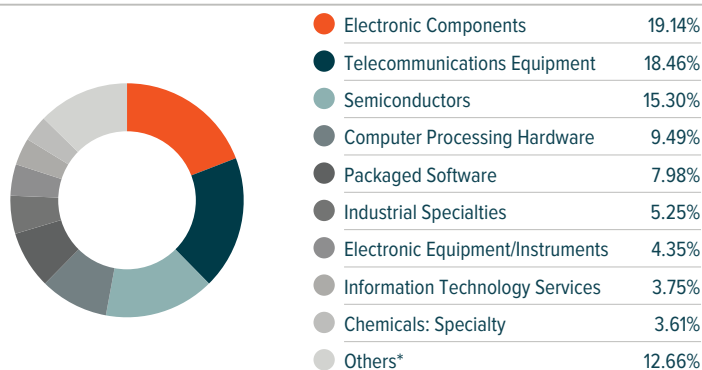 Electronic Components 19.14%
Telecommunications Equipment 18.46%
Semiconductors 15.30%
Computer Processing Hardware 9.49%
Packaged Software 7.98%
Industrial Specialties 5.25%
Electronic Equipment/Instruments 4.35%
Information Technology Services 3.75%
Chemicals: Specialty 3.61%
Others* 12.66%